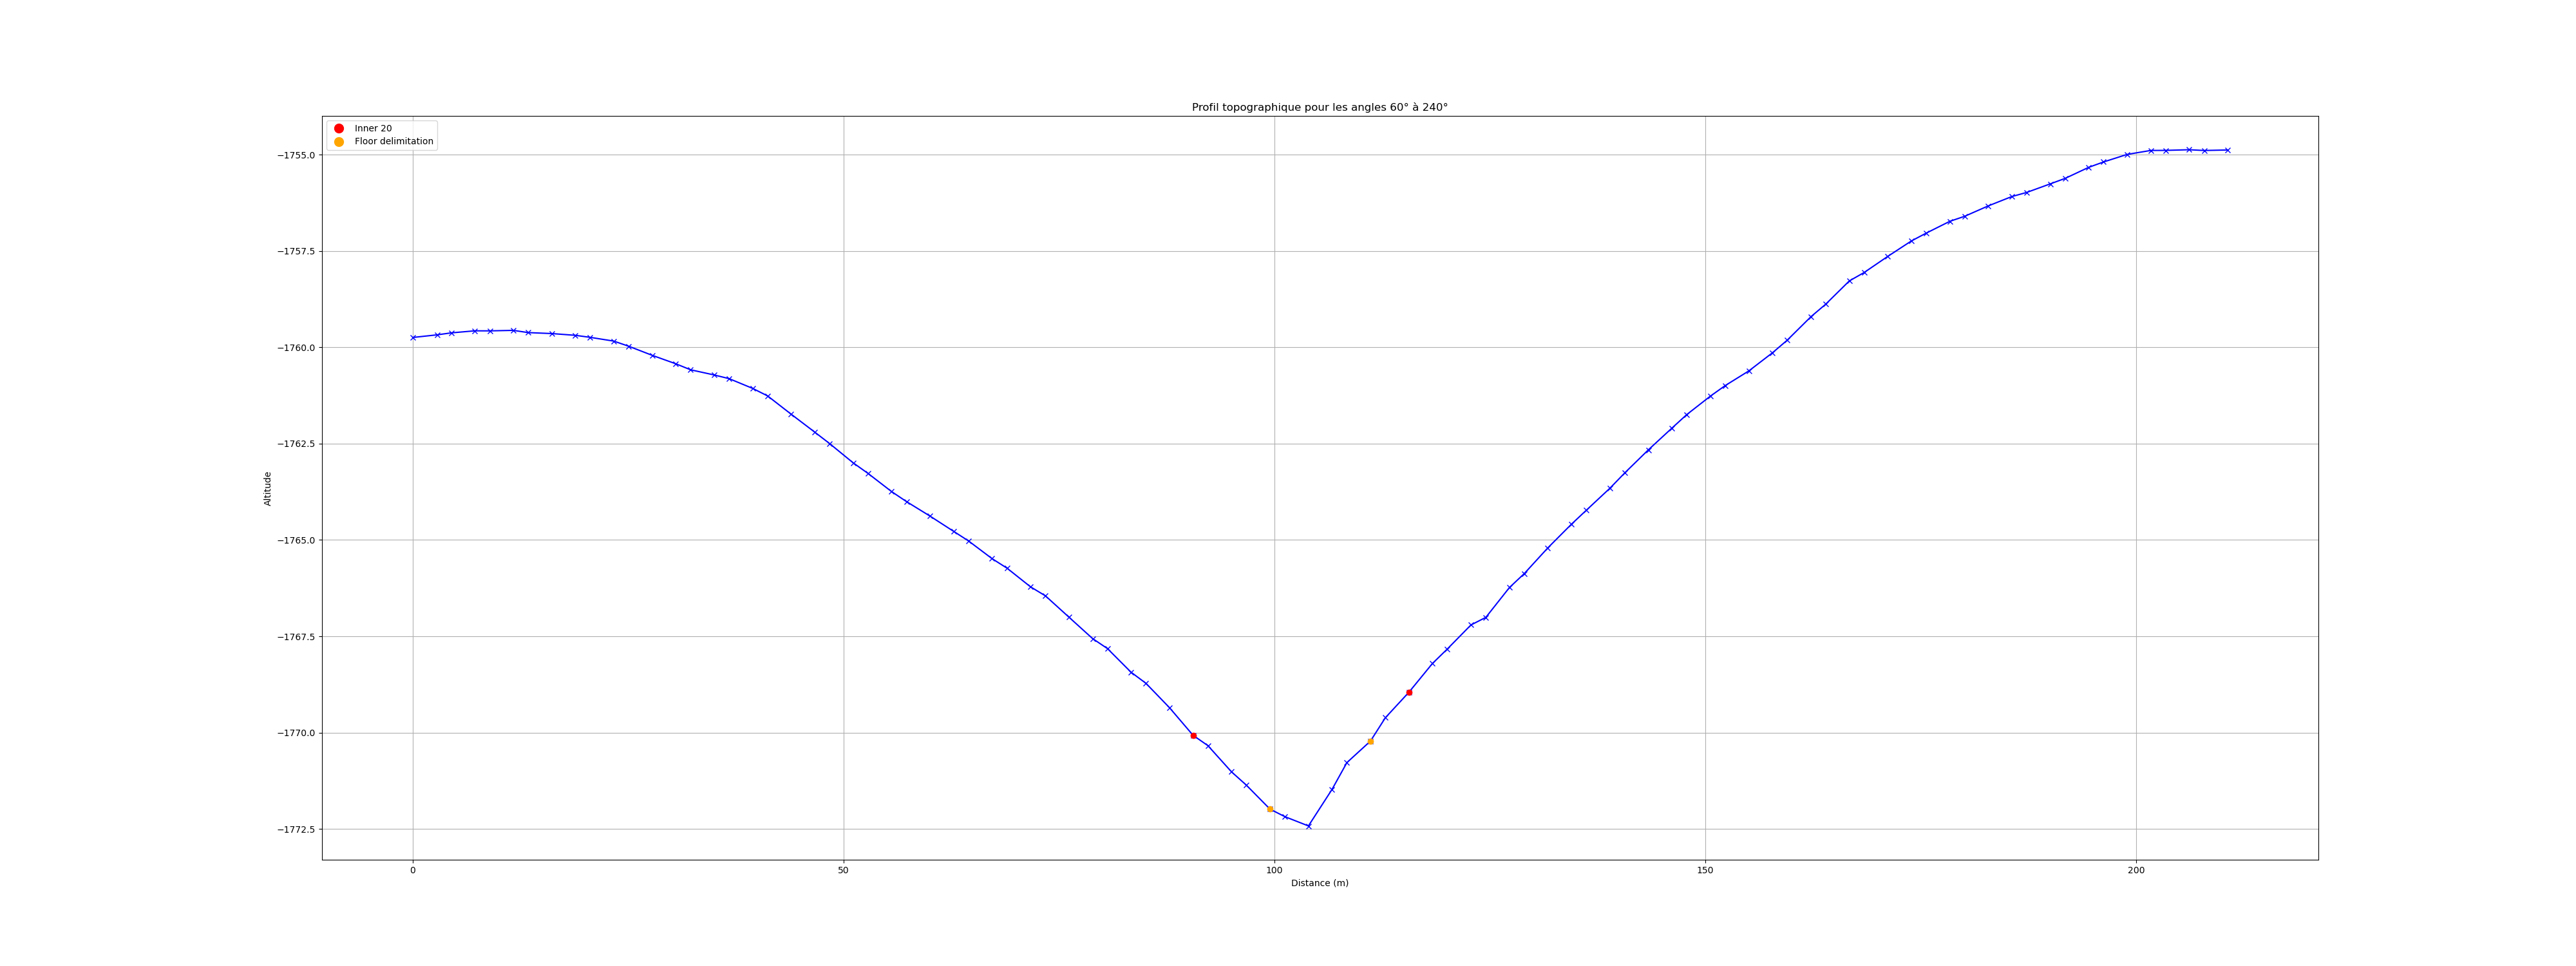 Profil topographique pour les angles 60° à 240°
Inner 20
Floor delimitation
−1755.0
−1757.5
−1760.0
−1762.5
−1765.0
−1767.5
−1770.0
−1772.5
Altitude
0 50 100 150 200
Distance (m)